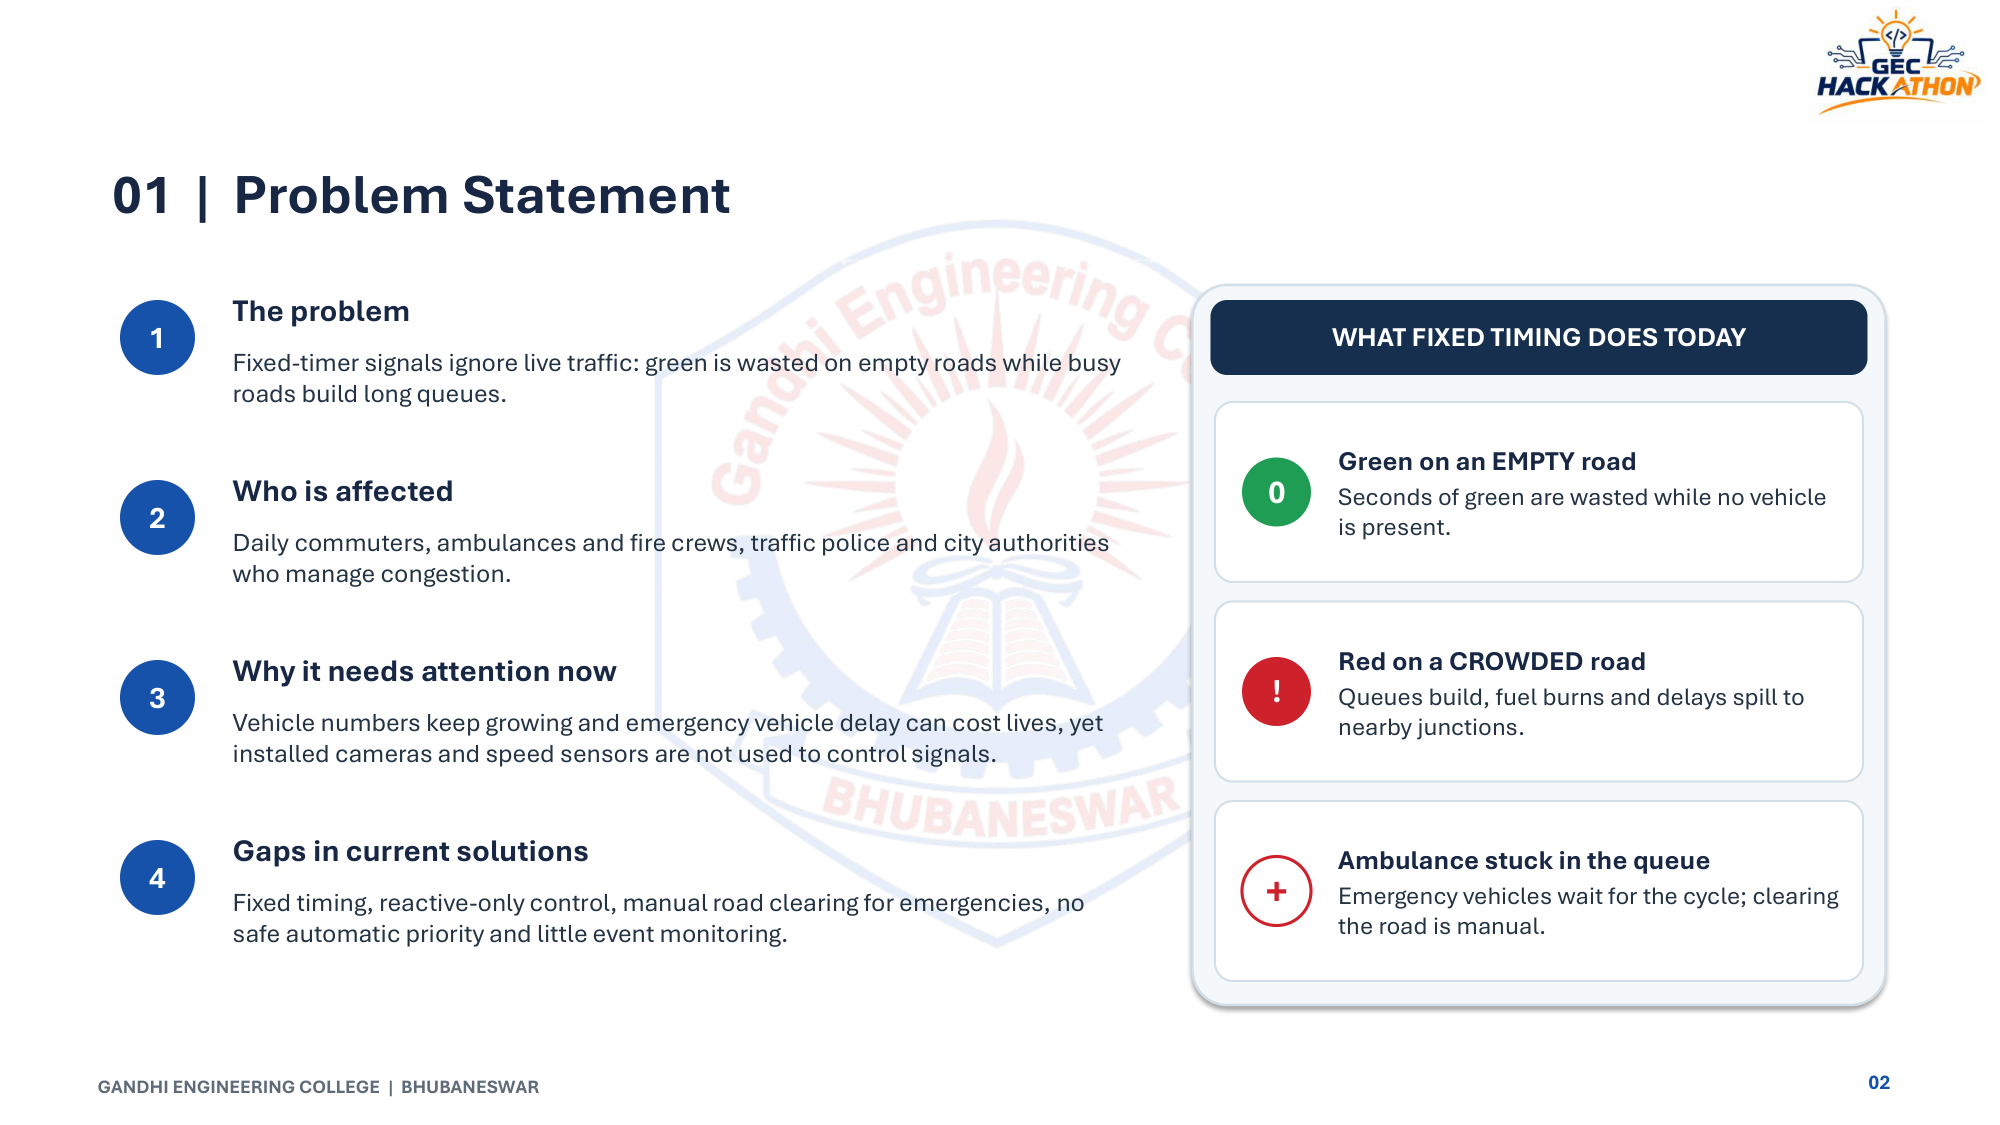 </>
GEC
HACKATHON
01 | Problem Statement
Gandhi Engineering C
BHUBANESWAR
1
The problem
Fixed-timer signals ignore live traffic: green is wasted on empty roads while busy
roads build long queues.
2
Who is affected
Daily commuters, ambulances and fire crews, traffic police and city authorities
who manage congestion.
3
Why it needs attention now
Vehicle numbers keep growing and emergency vehicle delay can cost lives, yet
installed cameras and speed sensors are not used to control signals.
4
Gaps in current solutions
Fixed timing, reactive-only control, manual road clearing for emergencies, no
safe automatic priority and little event monitoring.
WHAT FIXED TIMING DOES TODAY
0
Green on an EMPTY road
Seconds of green are wasted while no vehicle
is present.
!
Red on a CROWDED road
Queues build, fuel burns and delays spill to
nearby junctions.
+
Ambulance stuck in the queue
Emergency vehicles wait for the cycle; clearing
the road is manual.
GANDHI ENGINEERING COLLEGE | BHUBANESWAR
02